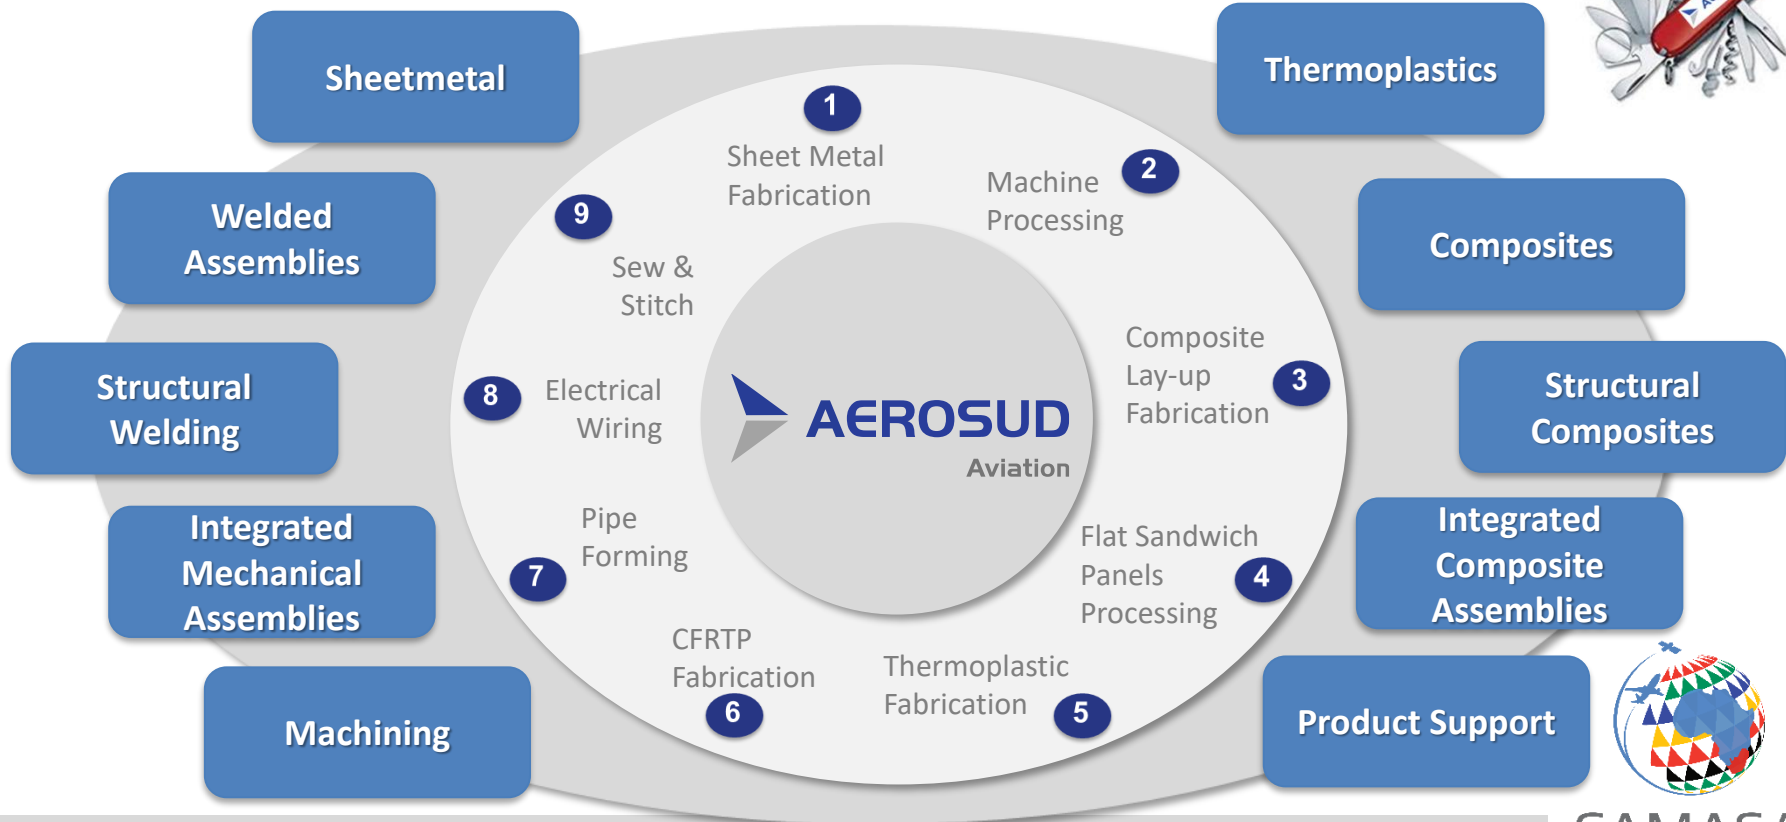 Sheetmetal
Thermoplastics
Welded
Assemblies
Composites
Structural
Welding
Structural
Composites
Integrated
Mechanical
Assemblies
Integrated
Composite
Assemblies
Machining
Product Support
1
Sheet Metal
Fabrication
2
Machine
Processing
3
Composite
Lay-up
Fabrication
4
Flat Sandwich
Panels
Processing
5
Thermoplastic
Fabrication
6
CFRTP
Fabrication
7
Pipe
Forming
8
Electrical
Wiring
9
Sew &
Stitch
AEROSUD
Aviation